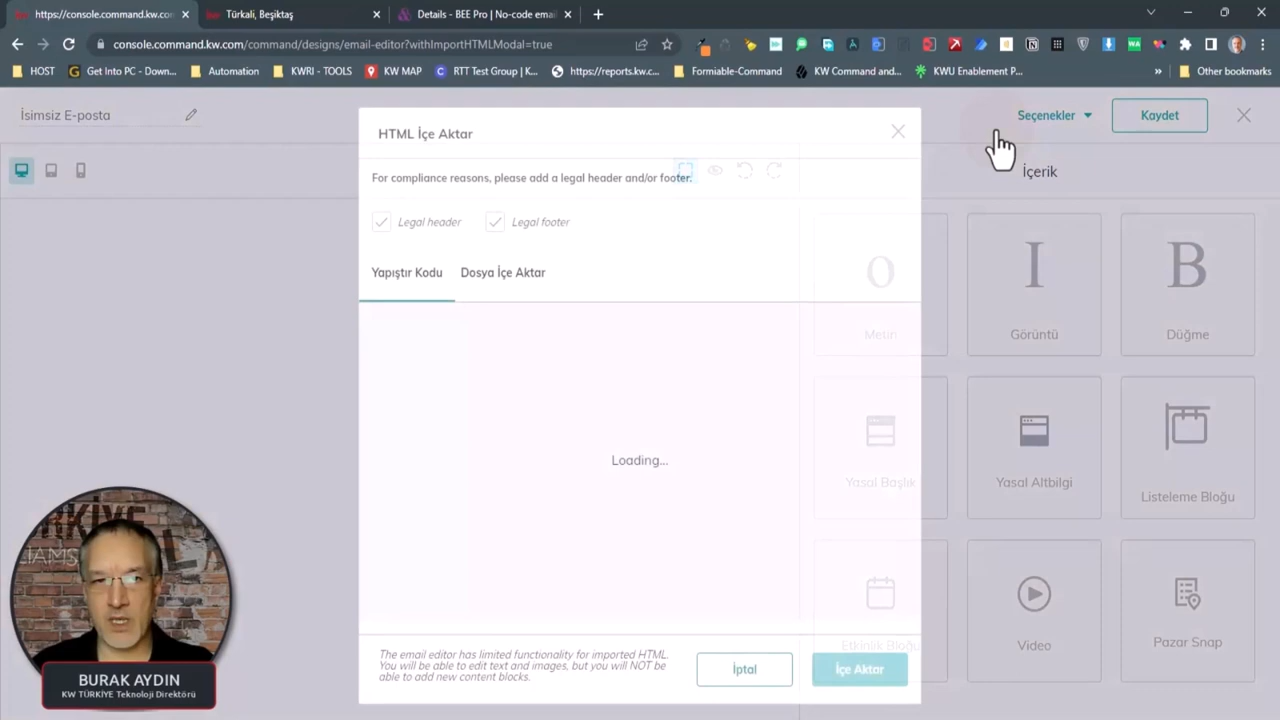 https://console.command.kw.con
Türkali, Beşiktaş
Details - BEE Pro | No-code emai
console.command.kw.com/command/designs/email-editor?withImportHTMLModal=true
HOST
Get Into PC - Down...
Automation
KWRI - TOOLS
KW MAP
RTT Test Group | K...
https://reports.kw.c...
Formiable-Command
KW Command and...
KWU Enablement P...
Other bookmarks
İsimsiz E-posta
Seçenekler
Kaydet
HTML İçe Aktar
İçerik
For compliance reasons, please add a legal header and/or footer.
Legal header
Legal footer
Yapıştır Kodu
Dosya İçe Aktar
Metin
Görüntü
Düğme
Loading...
Yasal Başlık
Yasal Altbilgi
Listeleme Bloğu
Etkinlik Bloğu
Video
Pazar Snap
The email editor has limited functionality for imported HTML.
You will be able to edit text and images, but you will NOT be
able to add new content blocks.
İptal
İçe Aktar
BURAK AYDIN
KW TÜRKİYE Teknoloji Direktörü